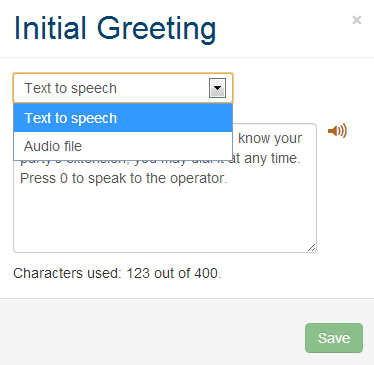 Initial Greeting
×
Text to speech
Text to speech
Audio file
know your
party's extension, you may dial it at any time.
Press 0 to speak to the operator.
Characters used: 123 out of 400.
Save